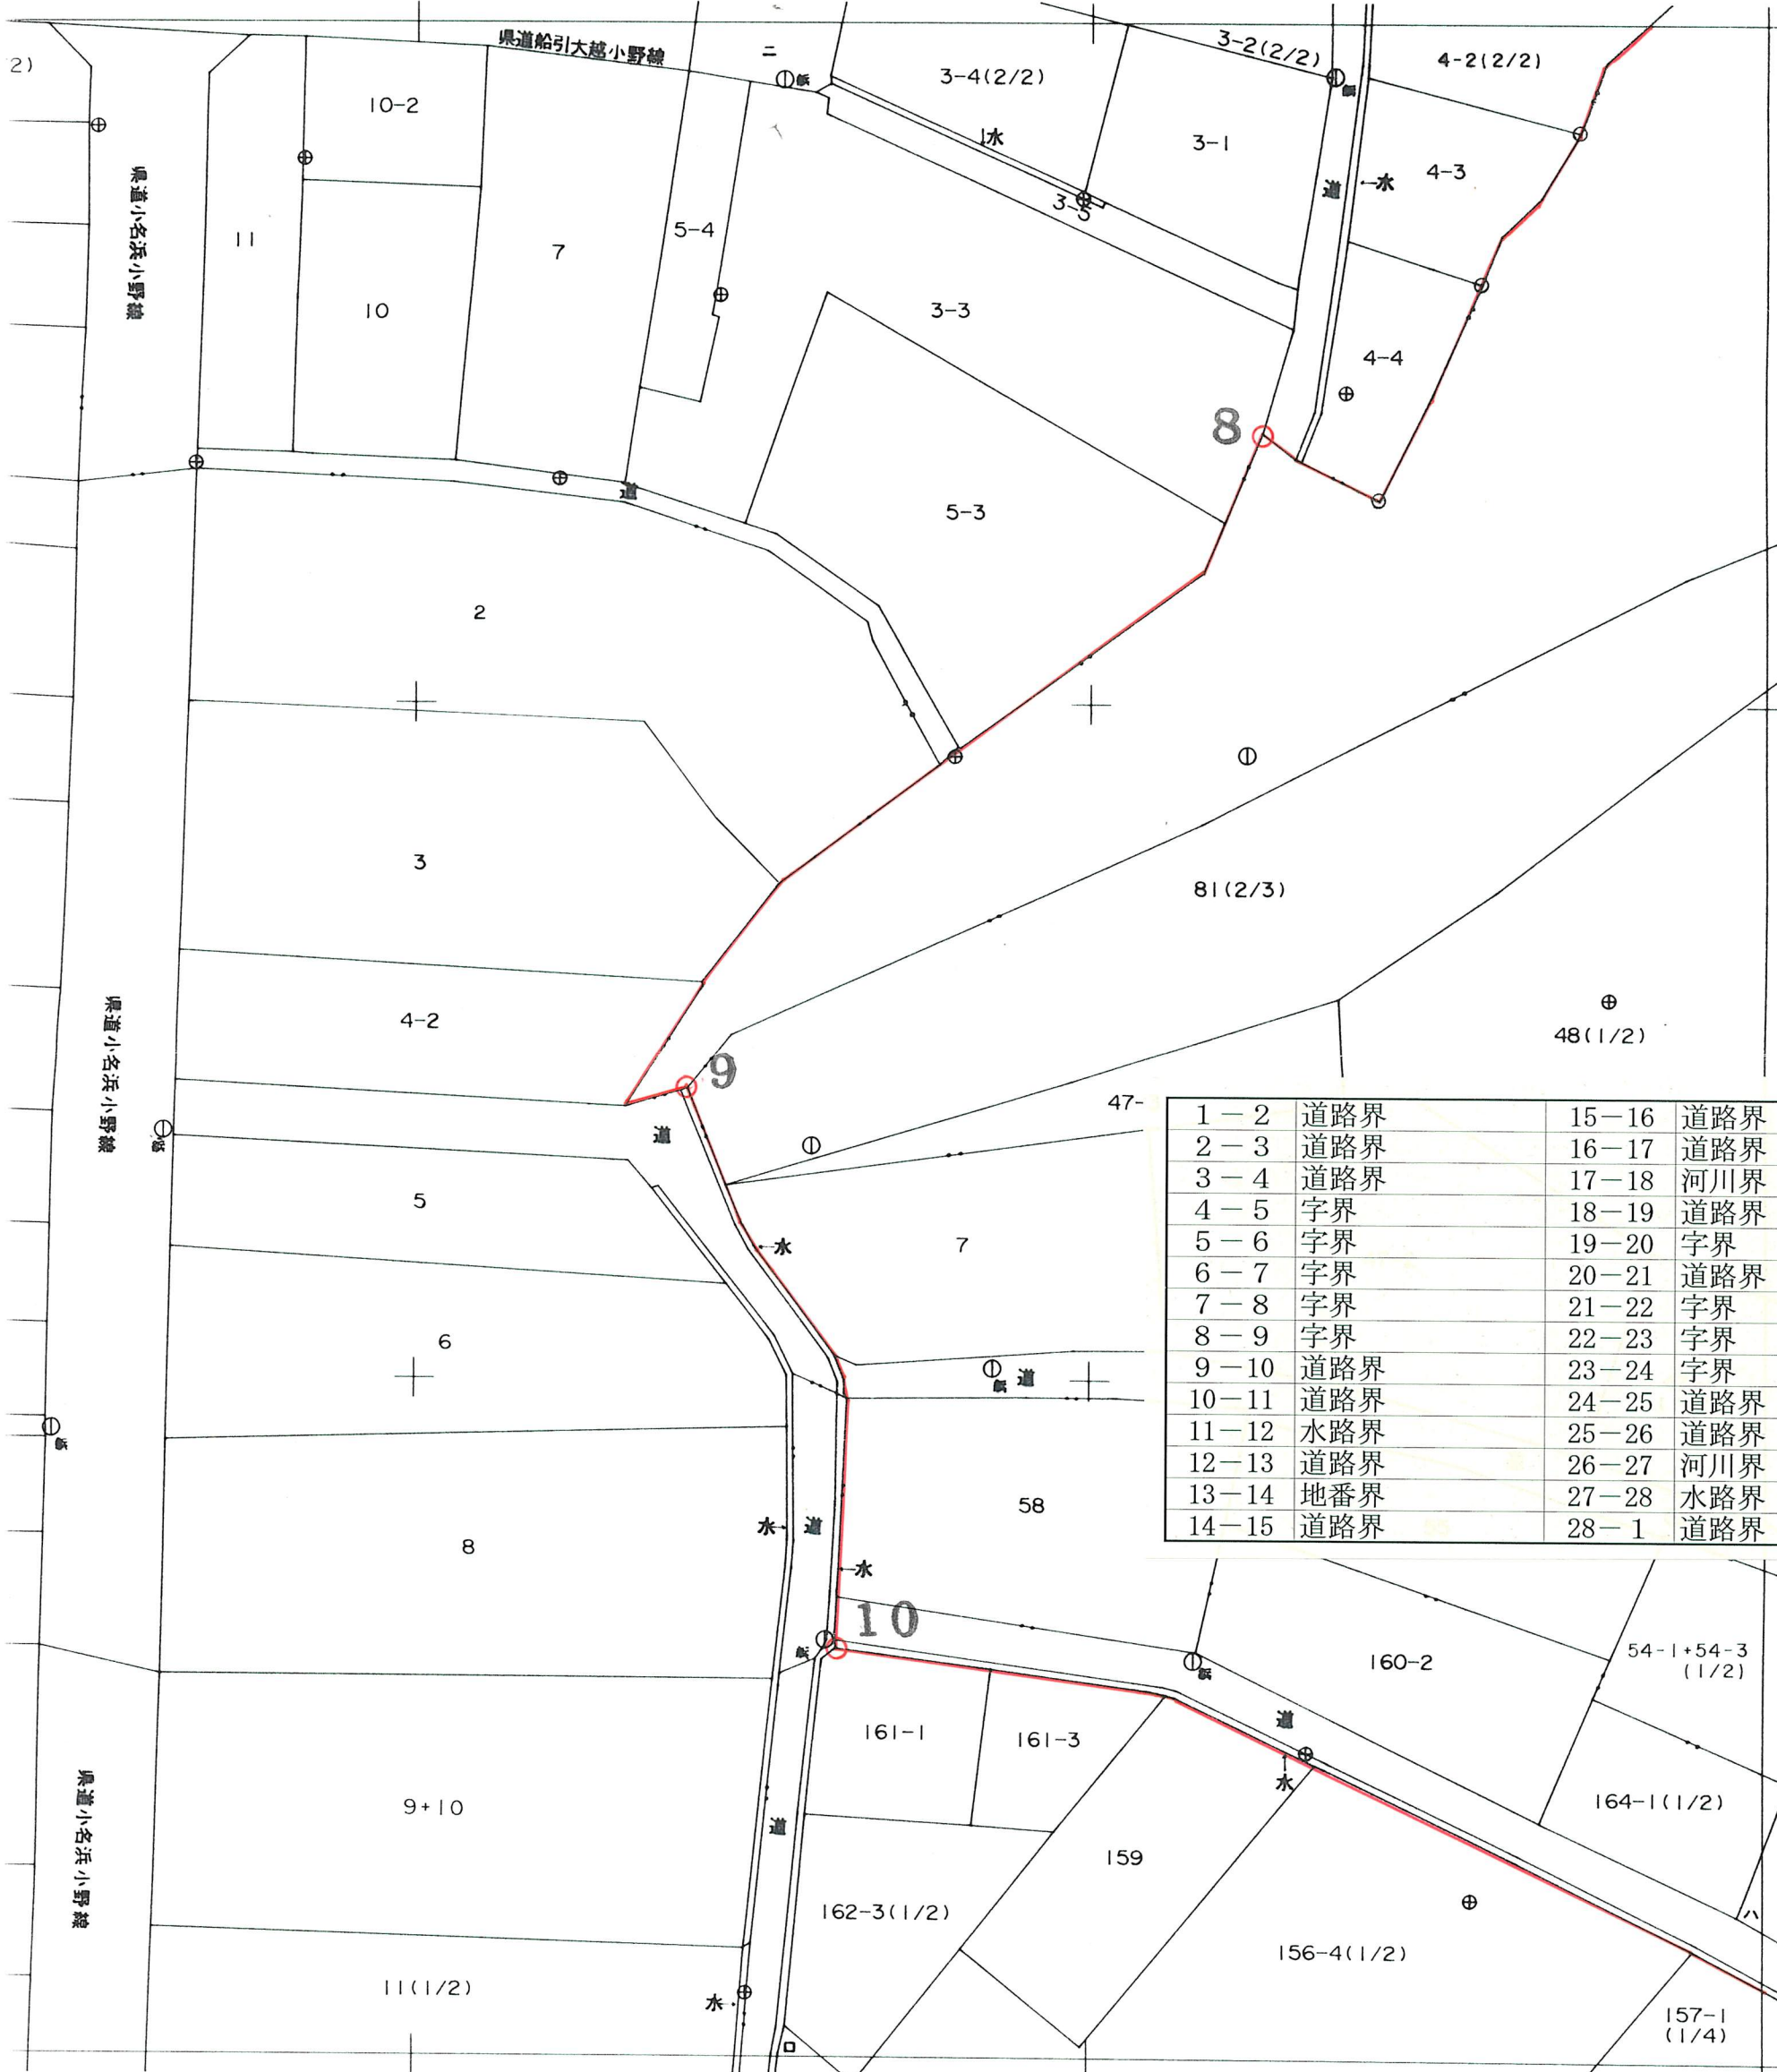 県道船引大越小野線
二
3-2(2/2)
4-2(2/2)
2)
3-4(2/2)
10-2
水
3-1
道
水
4-3
県道小名浜小野線
3-5
11
7
5-4
10
3-3
4-4
8
道
5-3
2
3
81(2/3)
県道小名浜小野線
4-2
48(1/2)
9
47-
道
5
水
7
6
道
58
8
水
道
水
10
160-2
54-1+54-3
(1/2)
161-1
161-3
道
水
県道小名浜小野線
9+10
道
164-1(1/2)
159
162-3(1/2)
ハ
156-4(1/2)
11(1/2)
水
157-1
(1/4)
ロ
1－2 道路界 15－16 道路界
2－3 道路界 16－17 道路界
3－4 道路界 17－18 河川界
4－5 字界 18－19 道路界
5－6 字界 19－20 字界
6－7 字界 20－21 道路界
7－8 字界 21－22 字界
8－9 字界 22－23 字界
9－10 道路界 23－24 字界
10－11 道路界 24－25 道路界
11－12 水路界 25－26 道路界
12－13 道路界 26－27 河川界
13－14 地番界 27－28 水路界
14－15 道路界 28－1 道路界